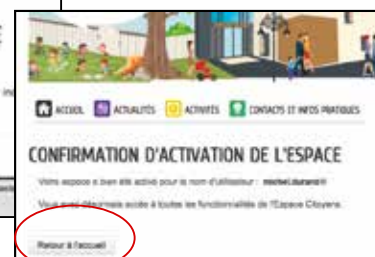 ACCUEIL ACTUALITÉS ACTIVITÉS CONTACTS ET INFOS PRATIQUES
CONFIRMATION D'ACTIVATION DE L'ESPACE
Votre espace a bien été activé pour le nom d'utilisateur : michel.durand
Vous avez désormais accès à toutes les fonctionnalités de l'Espace Citoyens.
Retour à l'accueil